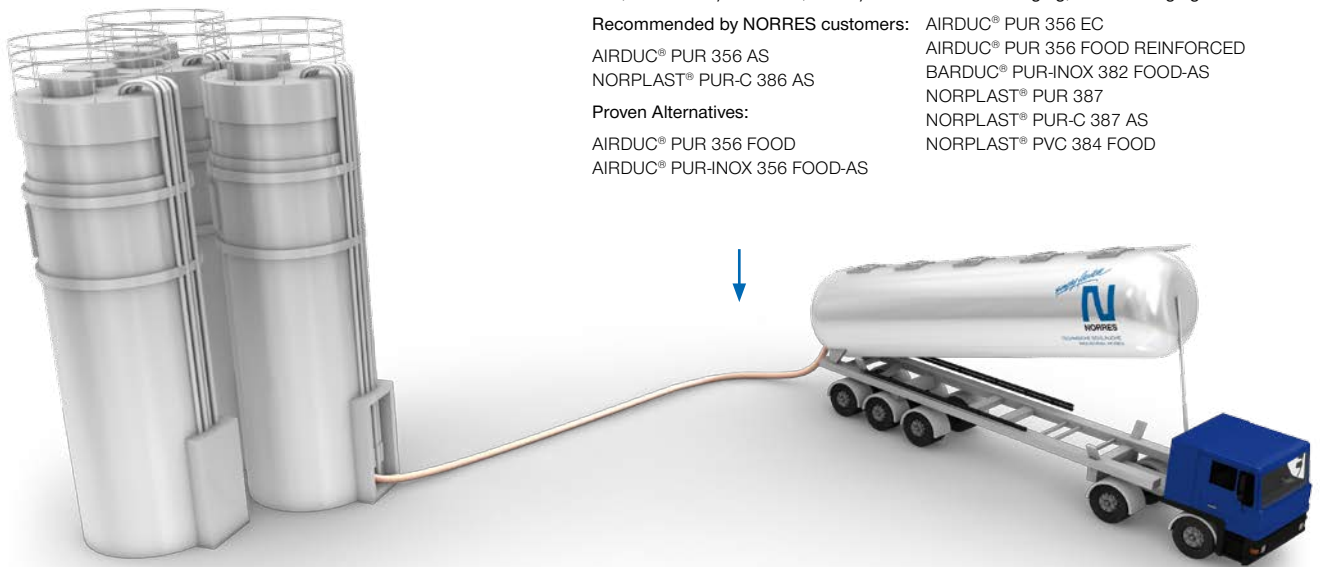 Recommended by NORRES customers:
AIRDUC® PUR 356 AS
NORPLAST® PUR-C 386 AS
Proven Alternatives:
AIRDUC® PUR 356 FOOD
AIRDUC® PUR-INOX 356 FOOD-AS
AIRDUC® PUR 356 EC
AIRDUC® PUR 356 FOOD REINFORCED
BARDUC® PUR-INOX 382 FOOD-AS
NORPLAST® PUR 387
NORPLAST® PUR-C 387 AS
NORPLAST® PVC 384 FOOD
N
NORRES